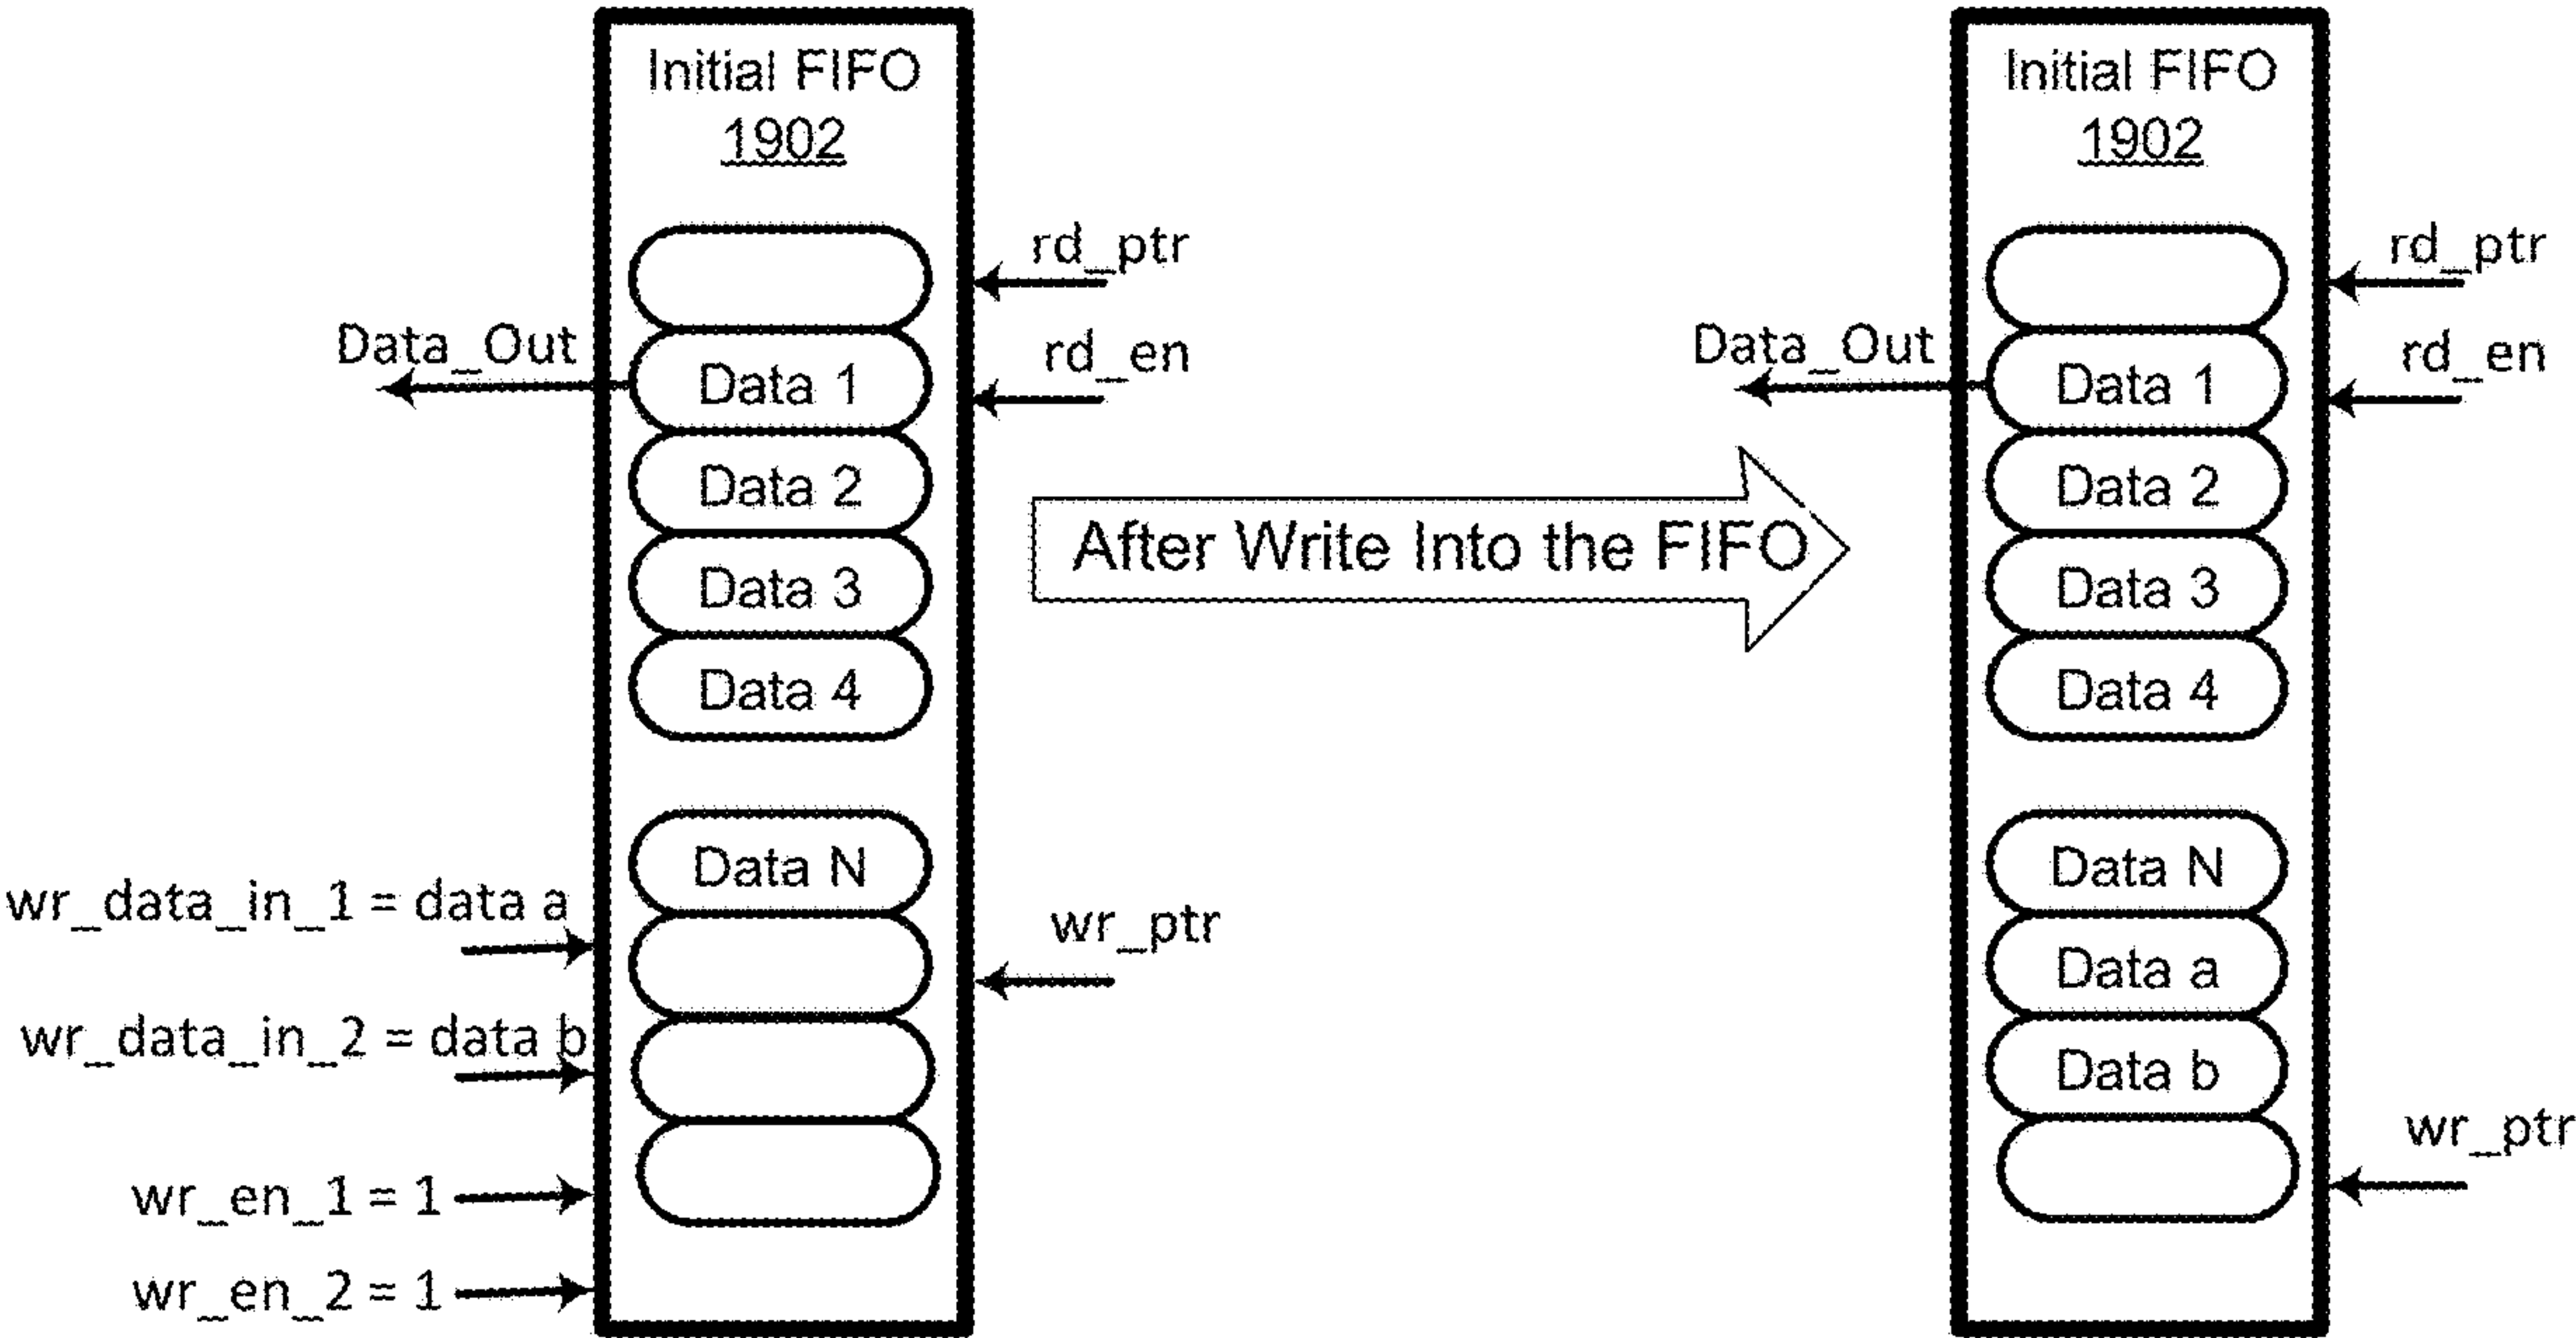 Initial FIFO
1902
rd_ptr
Data_Out
rd_en
Data 1
Data 2
Data 3
Data 4
Data N
wr_data_in_1 = data a
wr_ptr
wr_data_in_2 = data b
wr_en_1 = 1
wr_en_2 = 1
After Write Into the FIFO
Initial FIFO
1902
rd_ptr
Data_Out
rd_en
Data 1
Data 2
Data 3
Data 4
Data N
Data a
Data b
wr_ptr